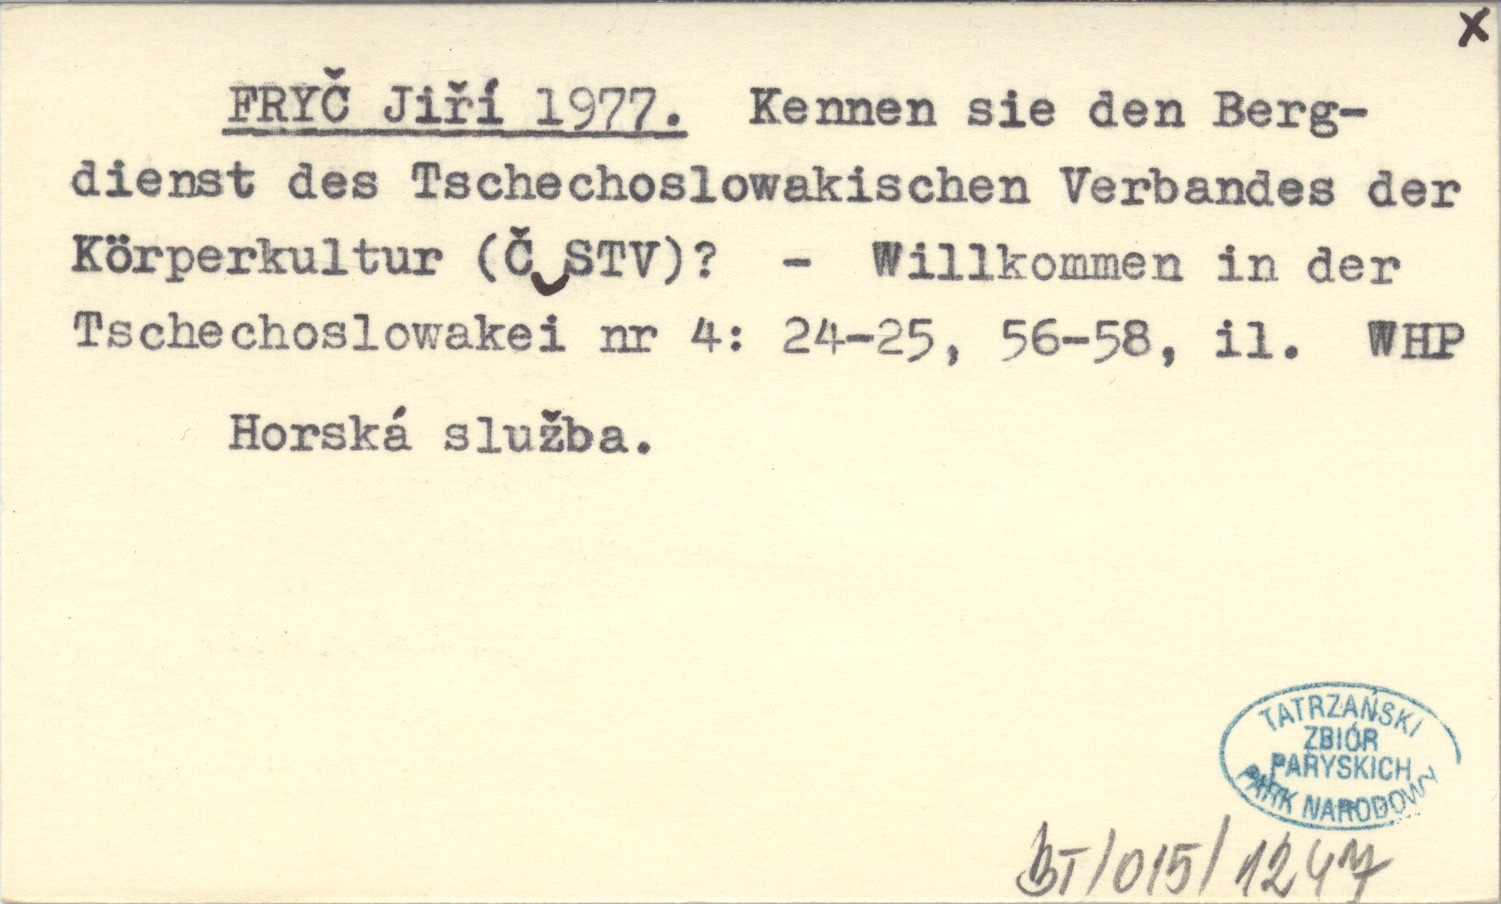 x
FRYČ Jiří 1977. Kennen sie den Berg-
dienst des Tschechoslowakischen Verbandes der
Körperkultur (Č STV)? - Willkommen in der
Tschechoslowakei nr 4: 24-25, 56-58, il. WHP
Horská služba.
TATRZAŃSKI
ZBIÓR
PARYSKICH
PARK NARODOWY
BT/015/1247